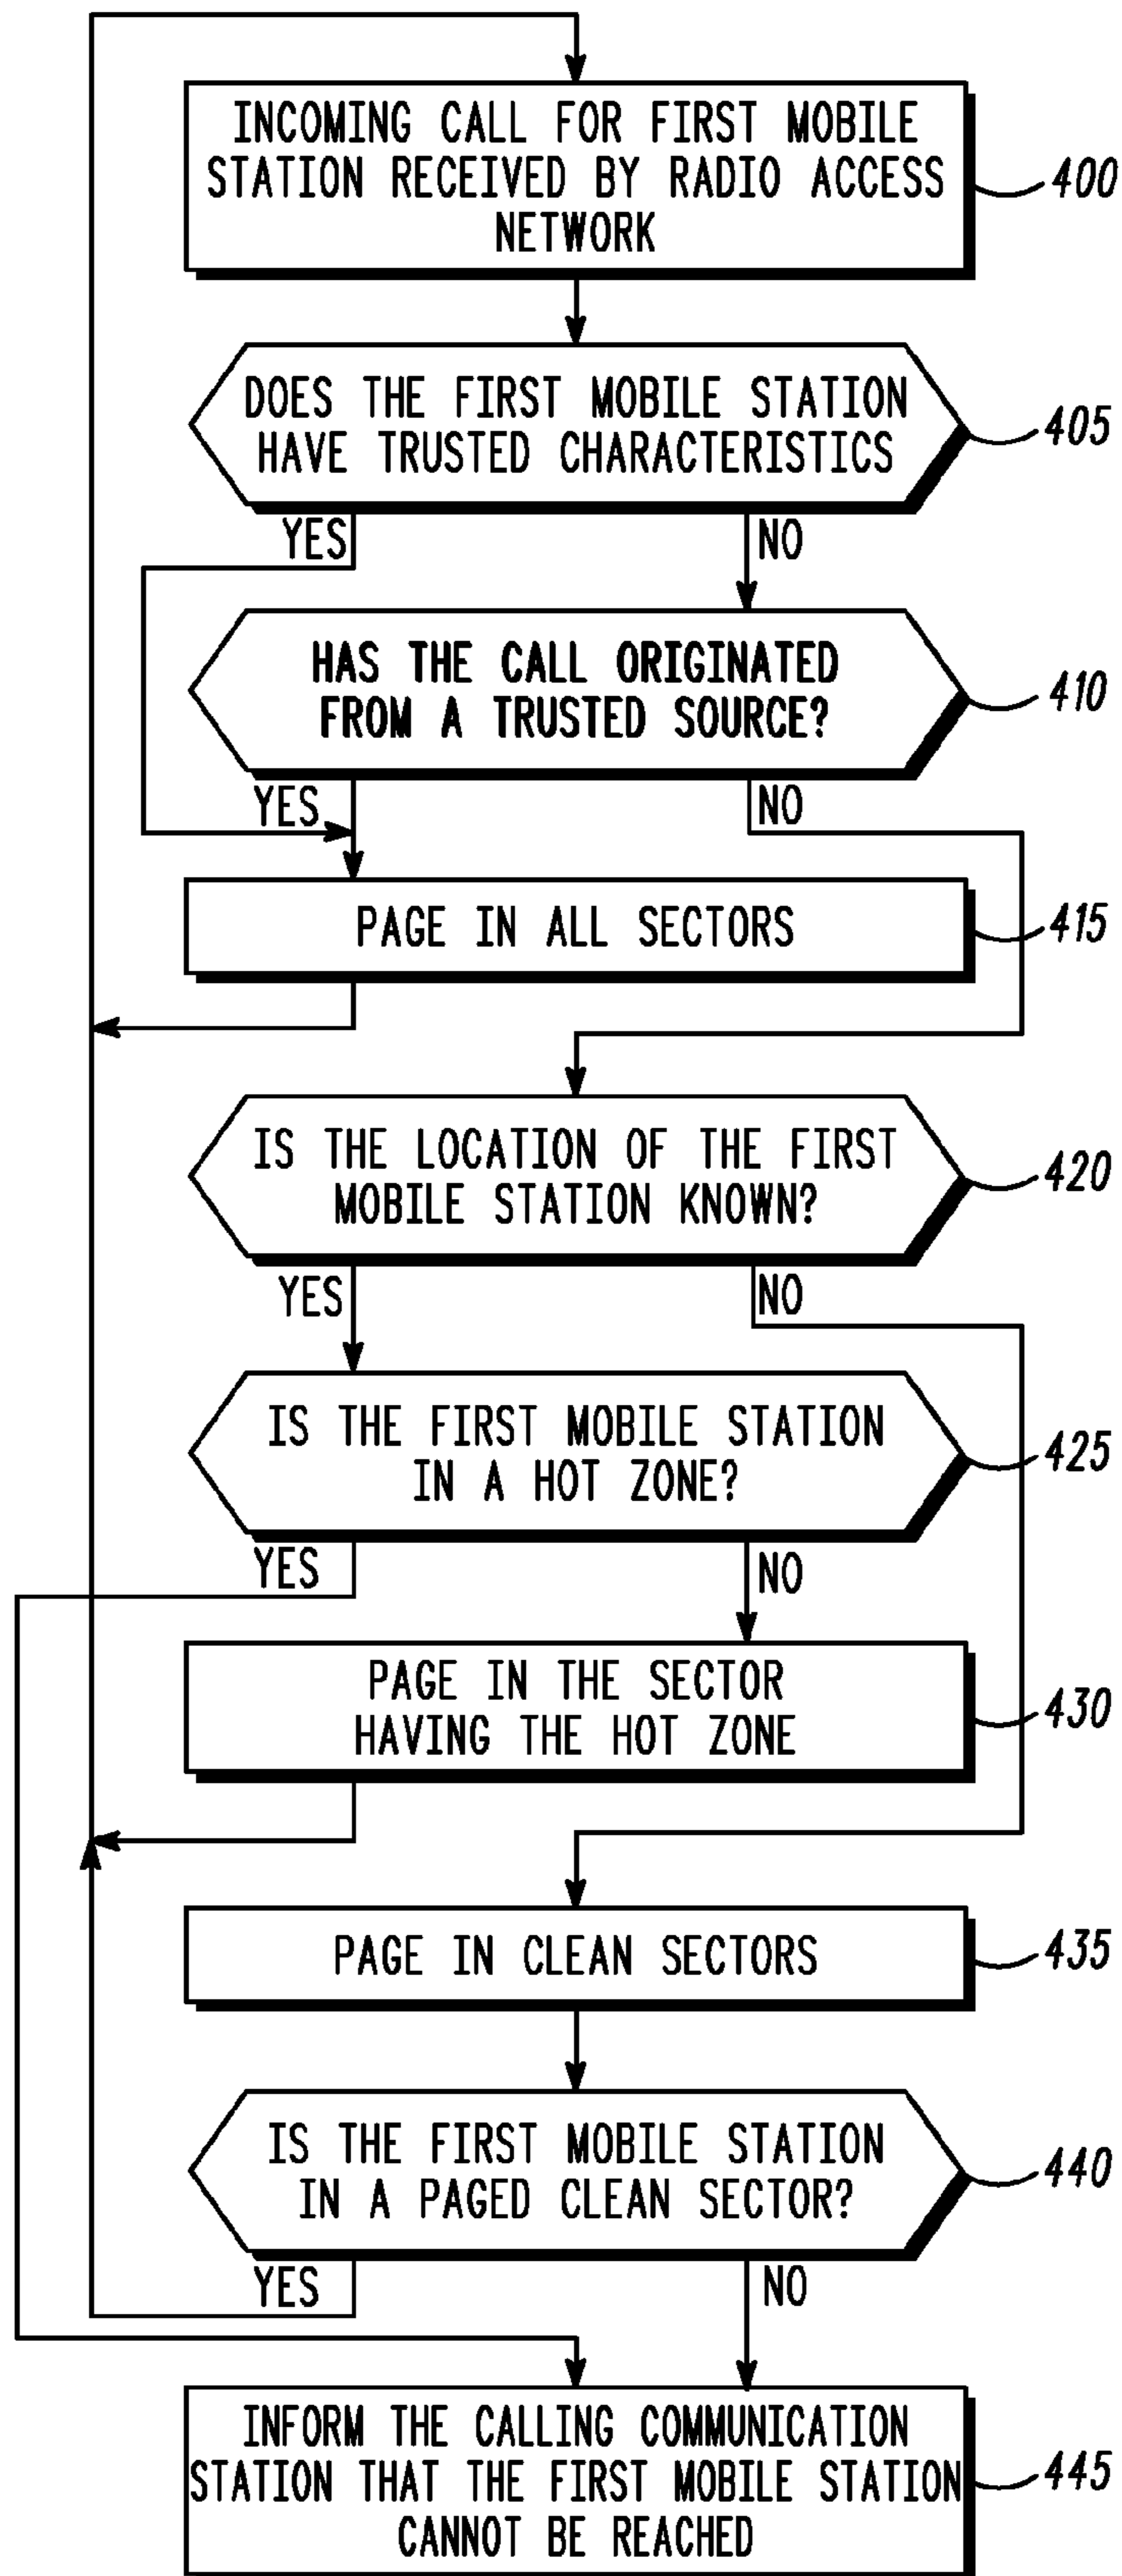 INCOMING CALL FOR FIRST MOBILE
STATION RECEIVED BY RADIO ACCESS
NETWORK
400
DOES THE FIRST MOBILE STATION
HAVE TRUSTED CHARACTERISTICS
405
YES
NO
HAS THE CALL ORIGINATED
FROM A TRUSTED SOURCE?
410
YES
NO
PAGE IN ALL SECTORS
415
IS THE LOCATION OF THE FIRST
MOBILE STATION KNOWN?
420
YES
NO
IS THE FIRST MOBILE STATION
IN A HOT ZONE?
425
YES
NO
PAGE IN THE SECTOR
HAVING THE HOT ZONE
430
PAGE IN CLEAN SECTORS
435
IS THE FIRST MOBILE STATION
IN A PAGED CLEAN SECTOR?
440
YES
NO
INFORM THE CALLING COMMUNICATION
STATION THAT THE FIRST MOBILE STATION
CANNOT BE REACHED
445